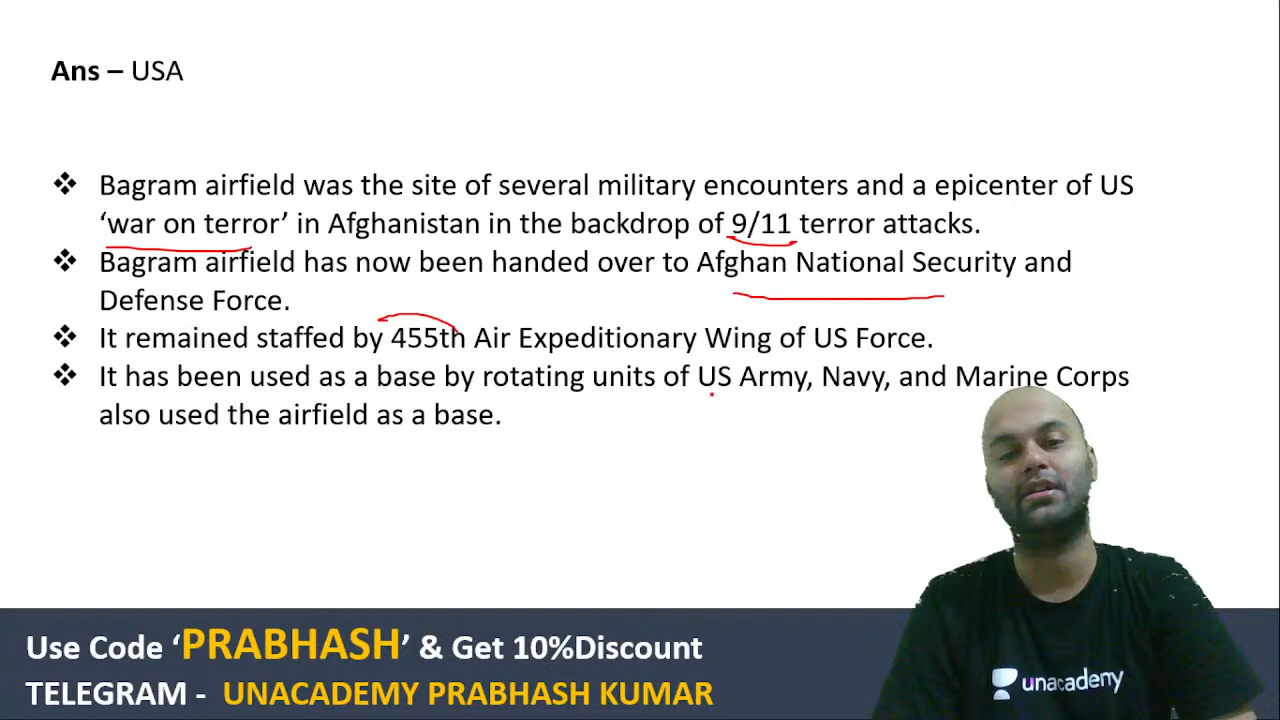 Ans – USA
❖ Bagram airfield was the site of several military encounters and a epicenter of US
‘war on terror’ in Afghanistan in the backdrop of 9/11 terror attacks.
❖ Bagram airfield has now been handed over to Afghan National Security and
Defense Force.
❖ It remained staffed by 455th Air Expeditionary Wing of US Force.
❖ It has been used as a base by rotating units of US Army, Navy, and Marine Corps
also used the airfield as a base.
Use Code ‘PRABHASH’ & Get 10%Discount
TELEGRAM - UNACADEMY PRABHASH KUMAR
unacademy